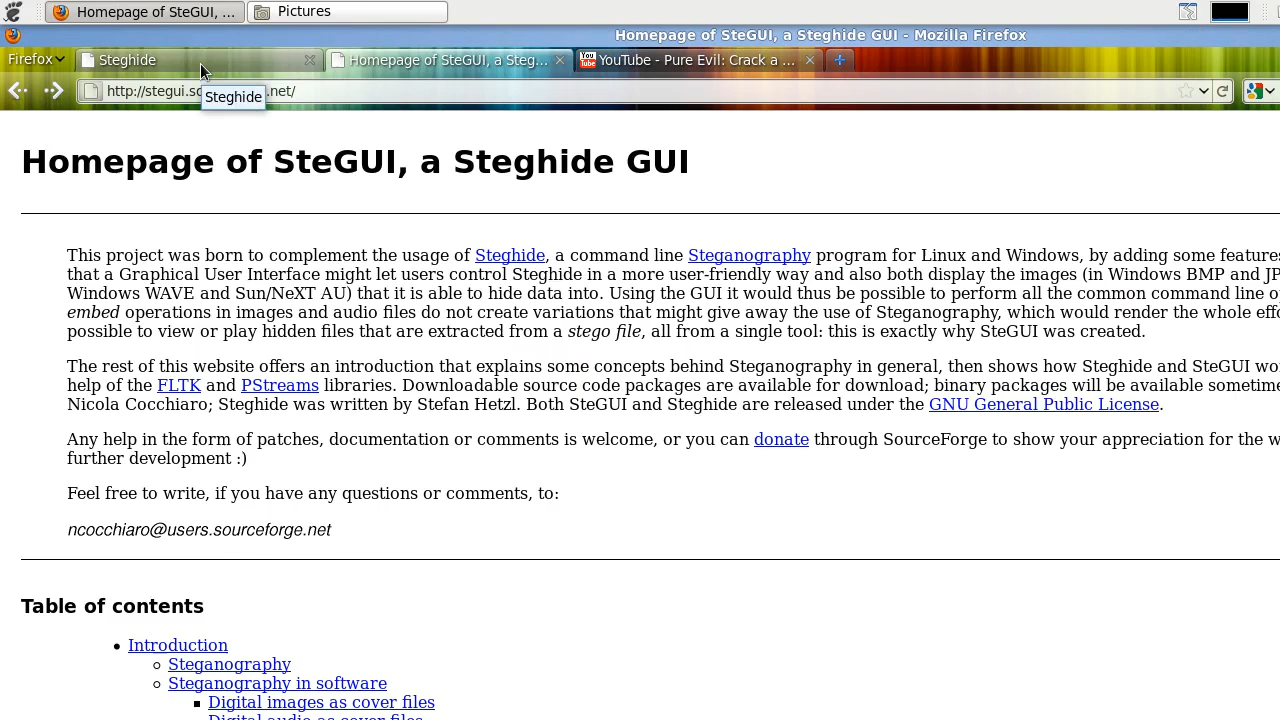 Homepage of SteGUI, ...
Pictures
Homepage of SteGUI, a Steghide GUI - Mozilla Firefox
Firefox
Steghide
Homepage of SteGUI, a Steg...
You Tube
YouTube - Pure Evil: Crack a ...
http://stegui.so
.net/
Steghide
Homepage of SteGUI, a Steghide GUI
This project was born to complement the usage of Steghide, a command line Steganography program for Linux and Windows, by adding some features
that a Graphical User Interface might let users control Steghide in a more user-friendly way and also both display the images (in Windows BMP and JP
Windows WAVE and Sun/NeXT AU) that it is able to hide data into. Using the GUI it would thus be possible to perform all the common command line o
embed operations in images and audio files do not create variations that might give away the use of Steganography, which would render the whole effo
possible to view or play hidden files that are extracted from a stego file, all from a single tool: this is exactly why SteGUI was created.
The rest of this website offers an introduction that explains some concepts behind Steganography in general, then shows how Steghide and SteGUI wo
help of the FLTK and PStreams libraries. Downloadable source code packages are available for download; binary packages will be available sometime
Nicola Cocchiaro; Steghide was written by Stefan Hetzl. Both SteGUI and Steghide are released under the GNU General Public License.
Any help in the form of patches, documentation or comments is welcome, or you can donate through SourceForge to show your appreciation for the w
further development :)
Feel free to write, if you have any questions or comments, to:
ncocchiaro@users.sourceforge.net
Table of contents
Introduction
Steganography
Steganography in software
Digital images as cover files
Digital audio as cover files